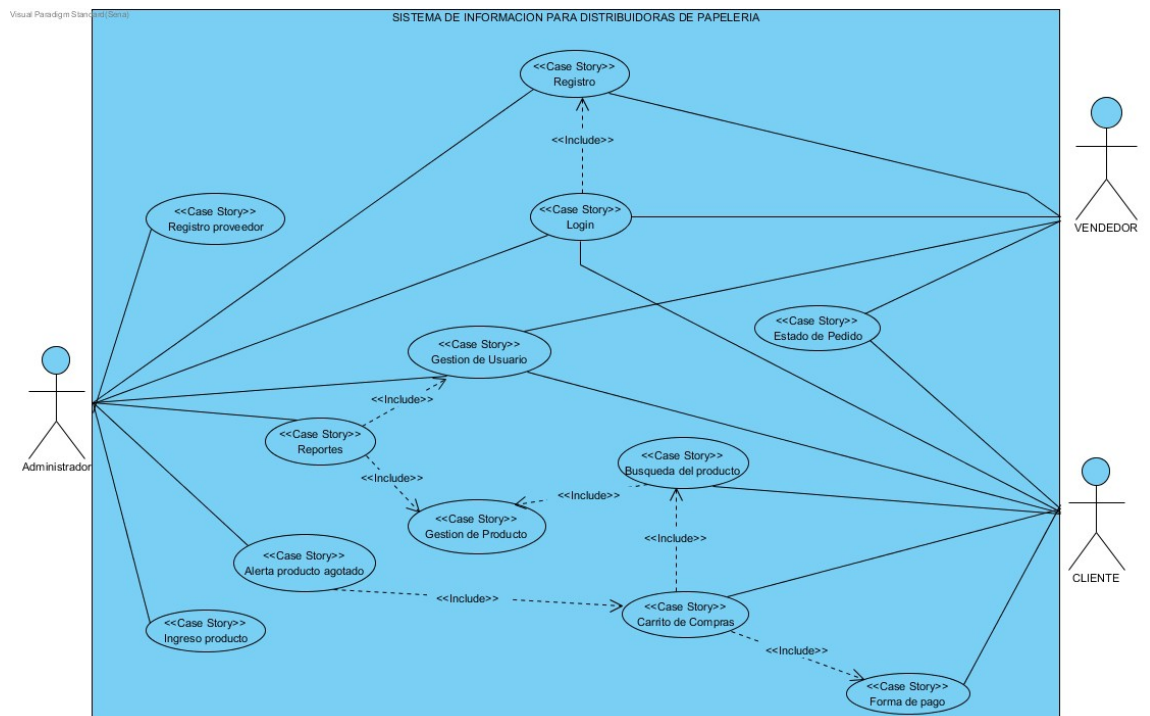 Visual Paradigm Standard(Sena)
SISTEMA DE INFORMACION PARA DISTRIBUIDORAS DE PAPELERIA
<<Case Story>>
Registro
<<Include>>
<<Case Story>>
Registro proveedor
<<Case Story>>
Login
VENDEDOR
<<Case Story>>
Estado de Pedido
<<Case Story>>
Gestion de Usuario
<<Include>>
<<Case Story>>
Reportes
Administrador
<<Include>>
<<Case Story>>
Busqueda del producto
<<Include>>
<<Case Story>>
Gestion de Producto
<<Include>>
<<Case Story>>
Alerta producto agotado
CLIENTE
<<Include>>
<<Case Story>>
Carrito de Compras
<<Case Story>>
Ingreso producto
<<Include>>
<<Case Story>>
Forma de pago